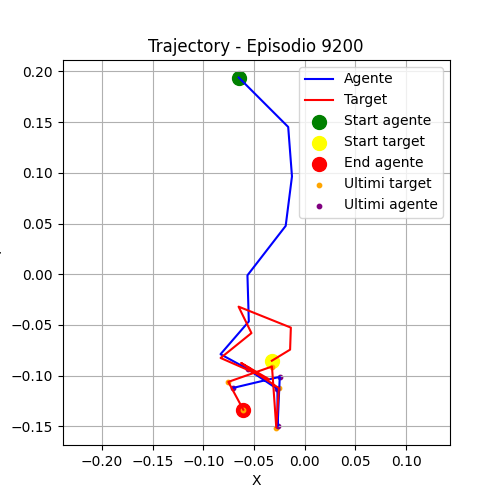 Trajectory - Episodio 9200
Agente
Target
Start agente
Start target
End agente
Ultimi target
Ultimi agente
0.20
0.15
0.10
0.05
0.00
−0.05
−0.10
−0.15
−0.20 −0.15 −0.10 −0.05 0.00 0.05 0.10
X